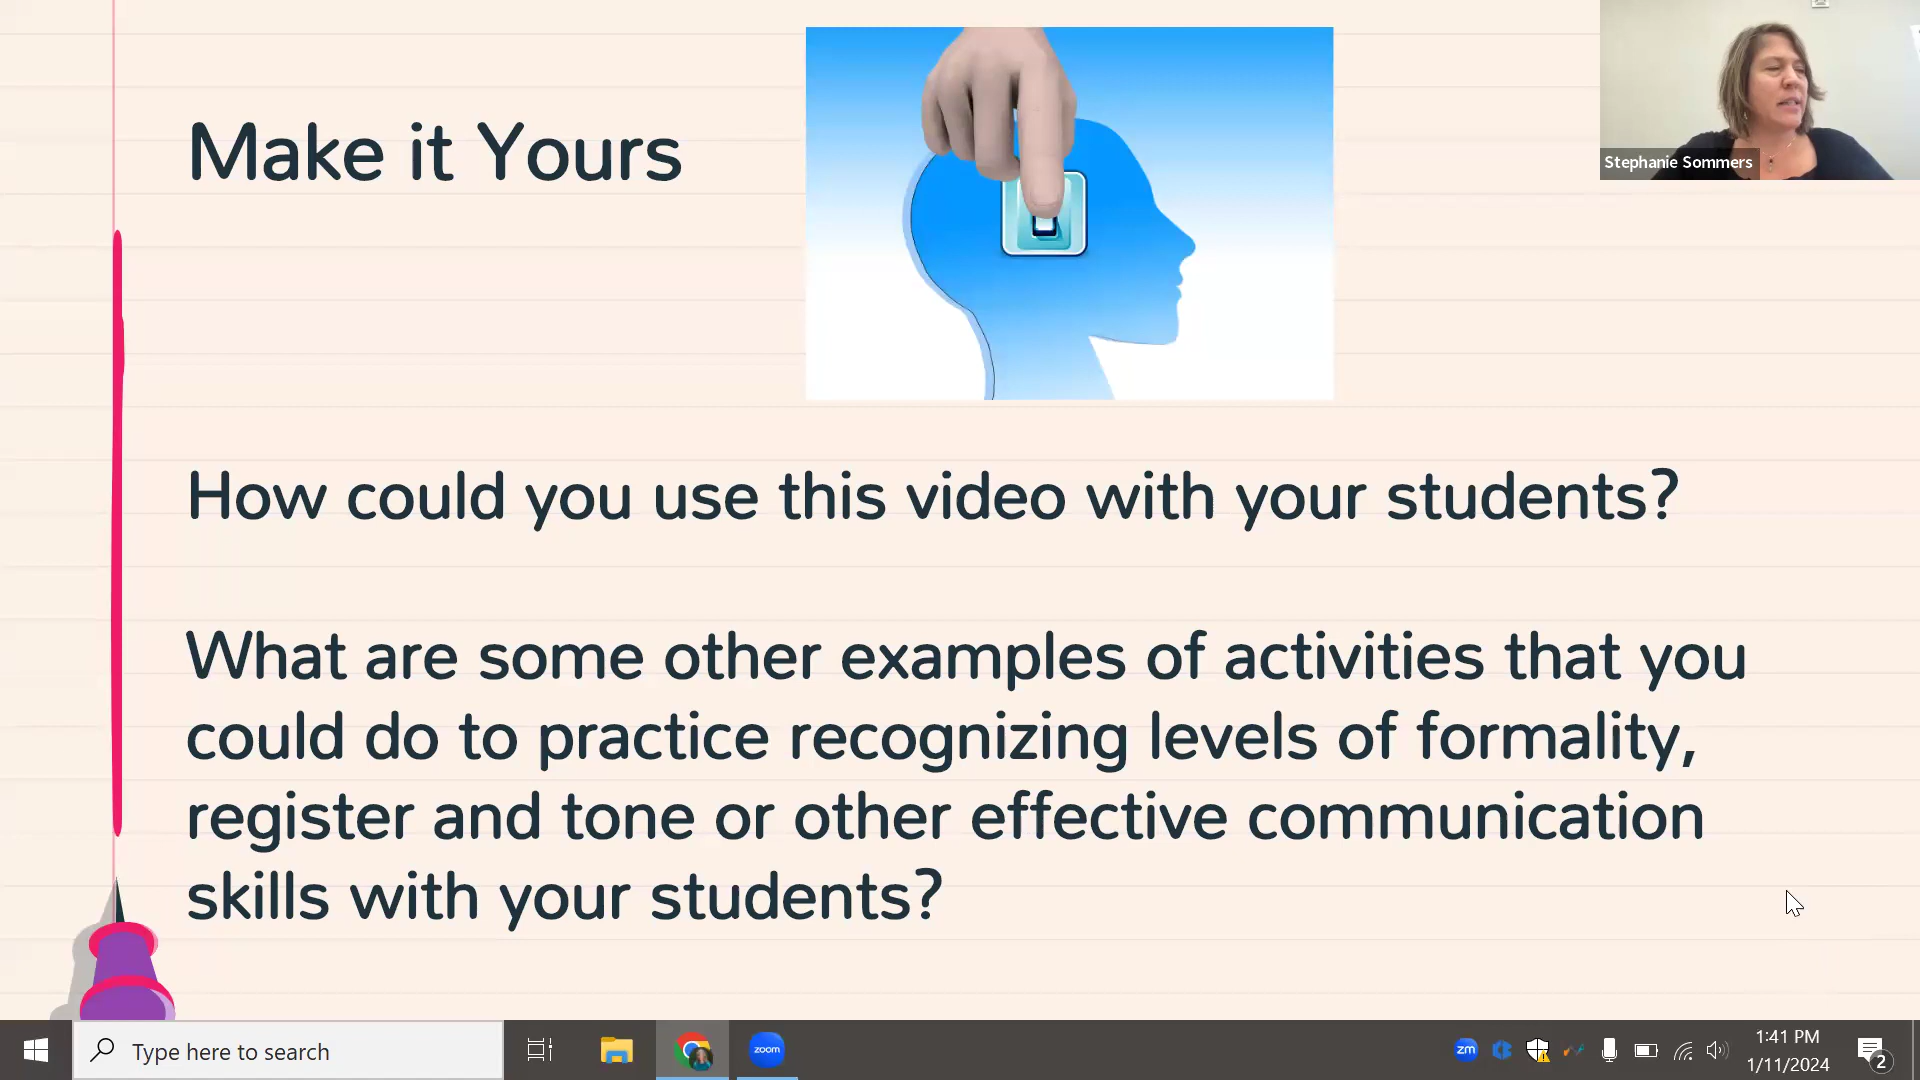 Make it Yours
Stephanie Sommers
How could you use this video with your students?
What are some other examples of activities that you
could do to practice recognizing levels of formality,
register and tone or other effective communication
skills with your students?
Type here to search
zoom
zm
1:41 PM
1/11/2024
2